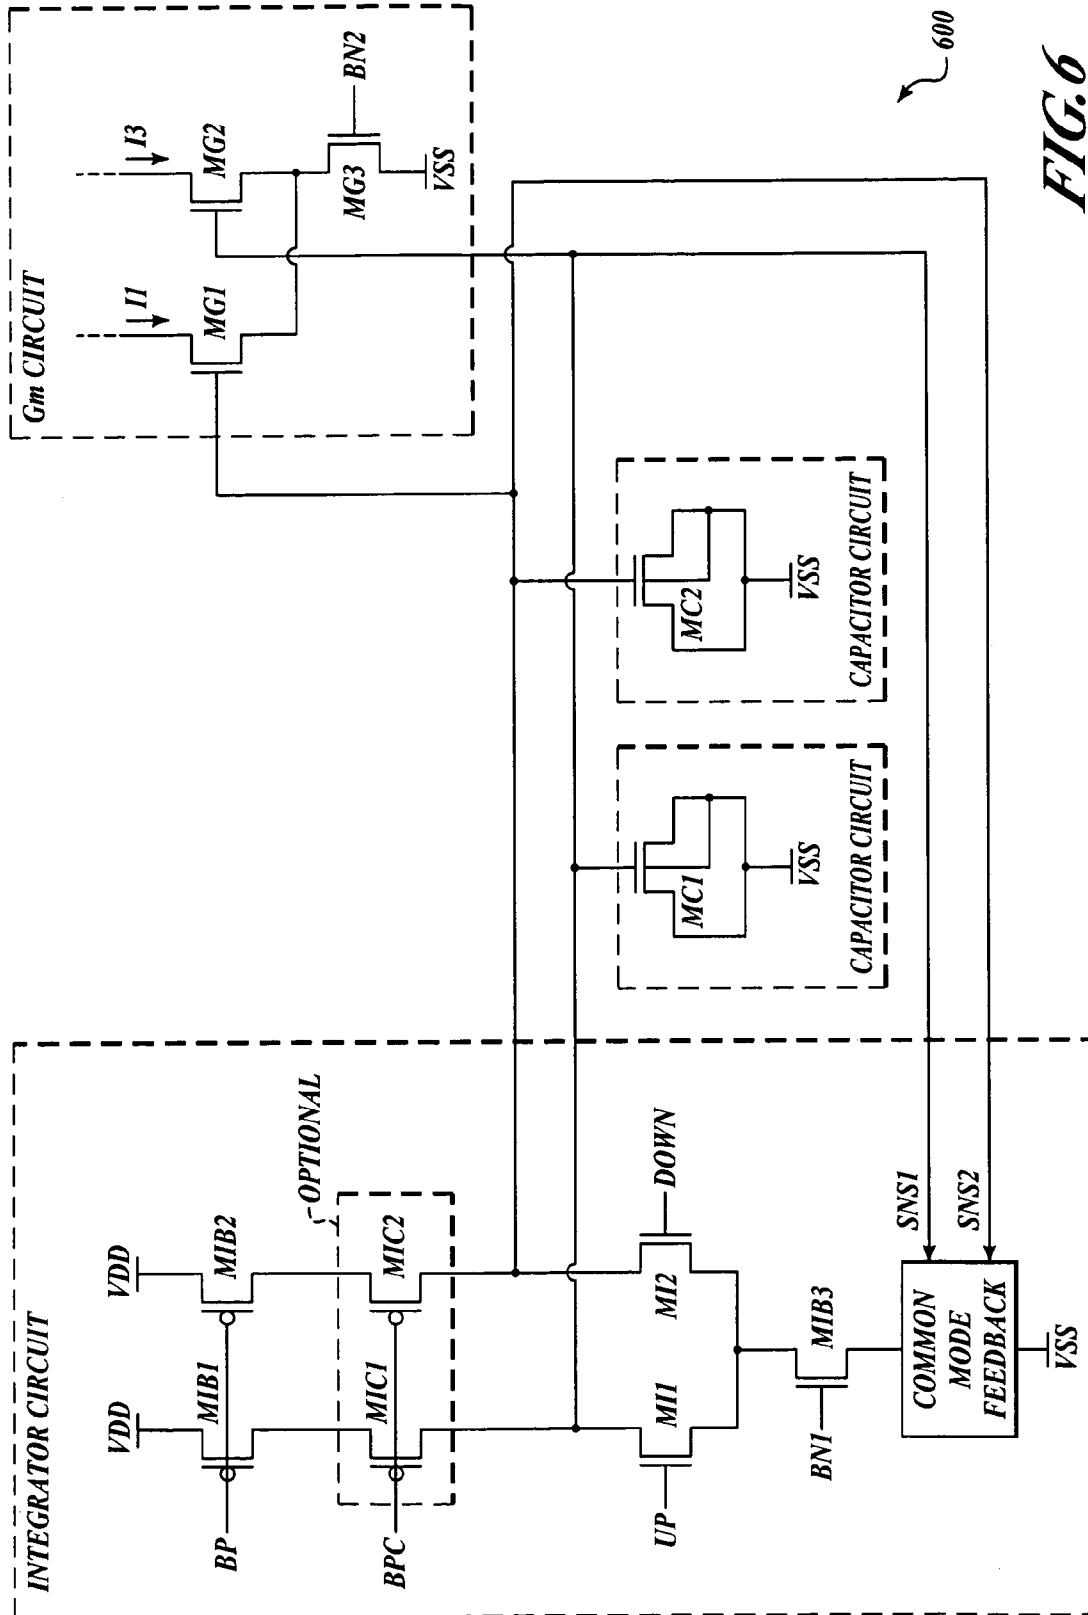 INTEGRATOR CIRCUIT
VDD
VDD
MIB1
MIB2
BP
OPTIONAL
MIC1
MIC2
BPC
UP
MI1
MI2
DOWN
BN1
MIB3
COMMON
MODE
FEEDBACK
VSS
SNS1
SNS2
MC1
VSS
CAPACITOR CIRCUIT
MC2
VSS
CAPACITOR CIRCUIT
Gm CIRCUIT
I1
I3
MG1
MG2
MG3
BN2
VSS
600
FIG.6